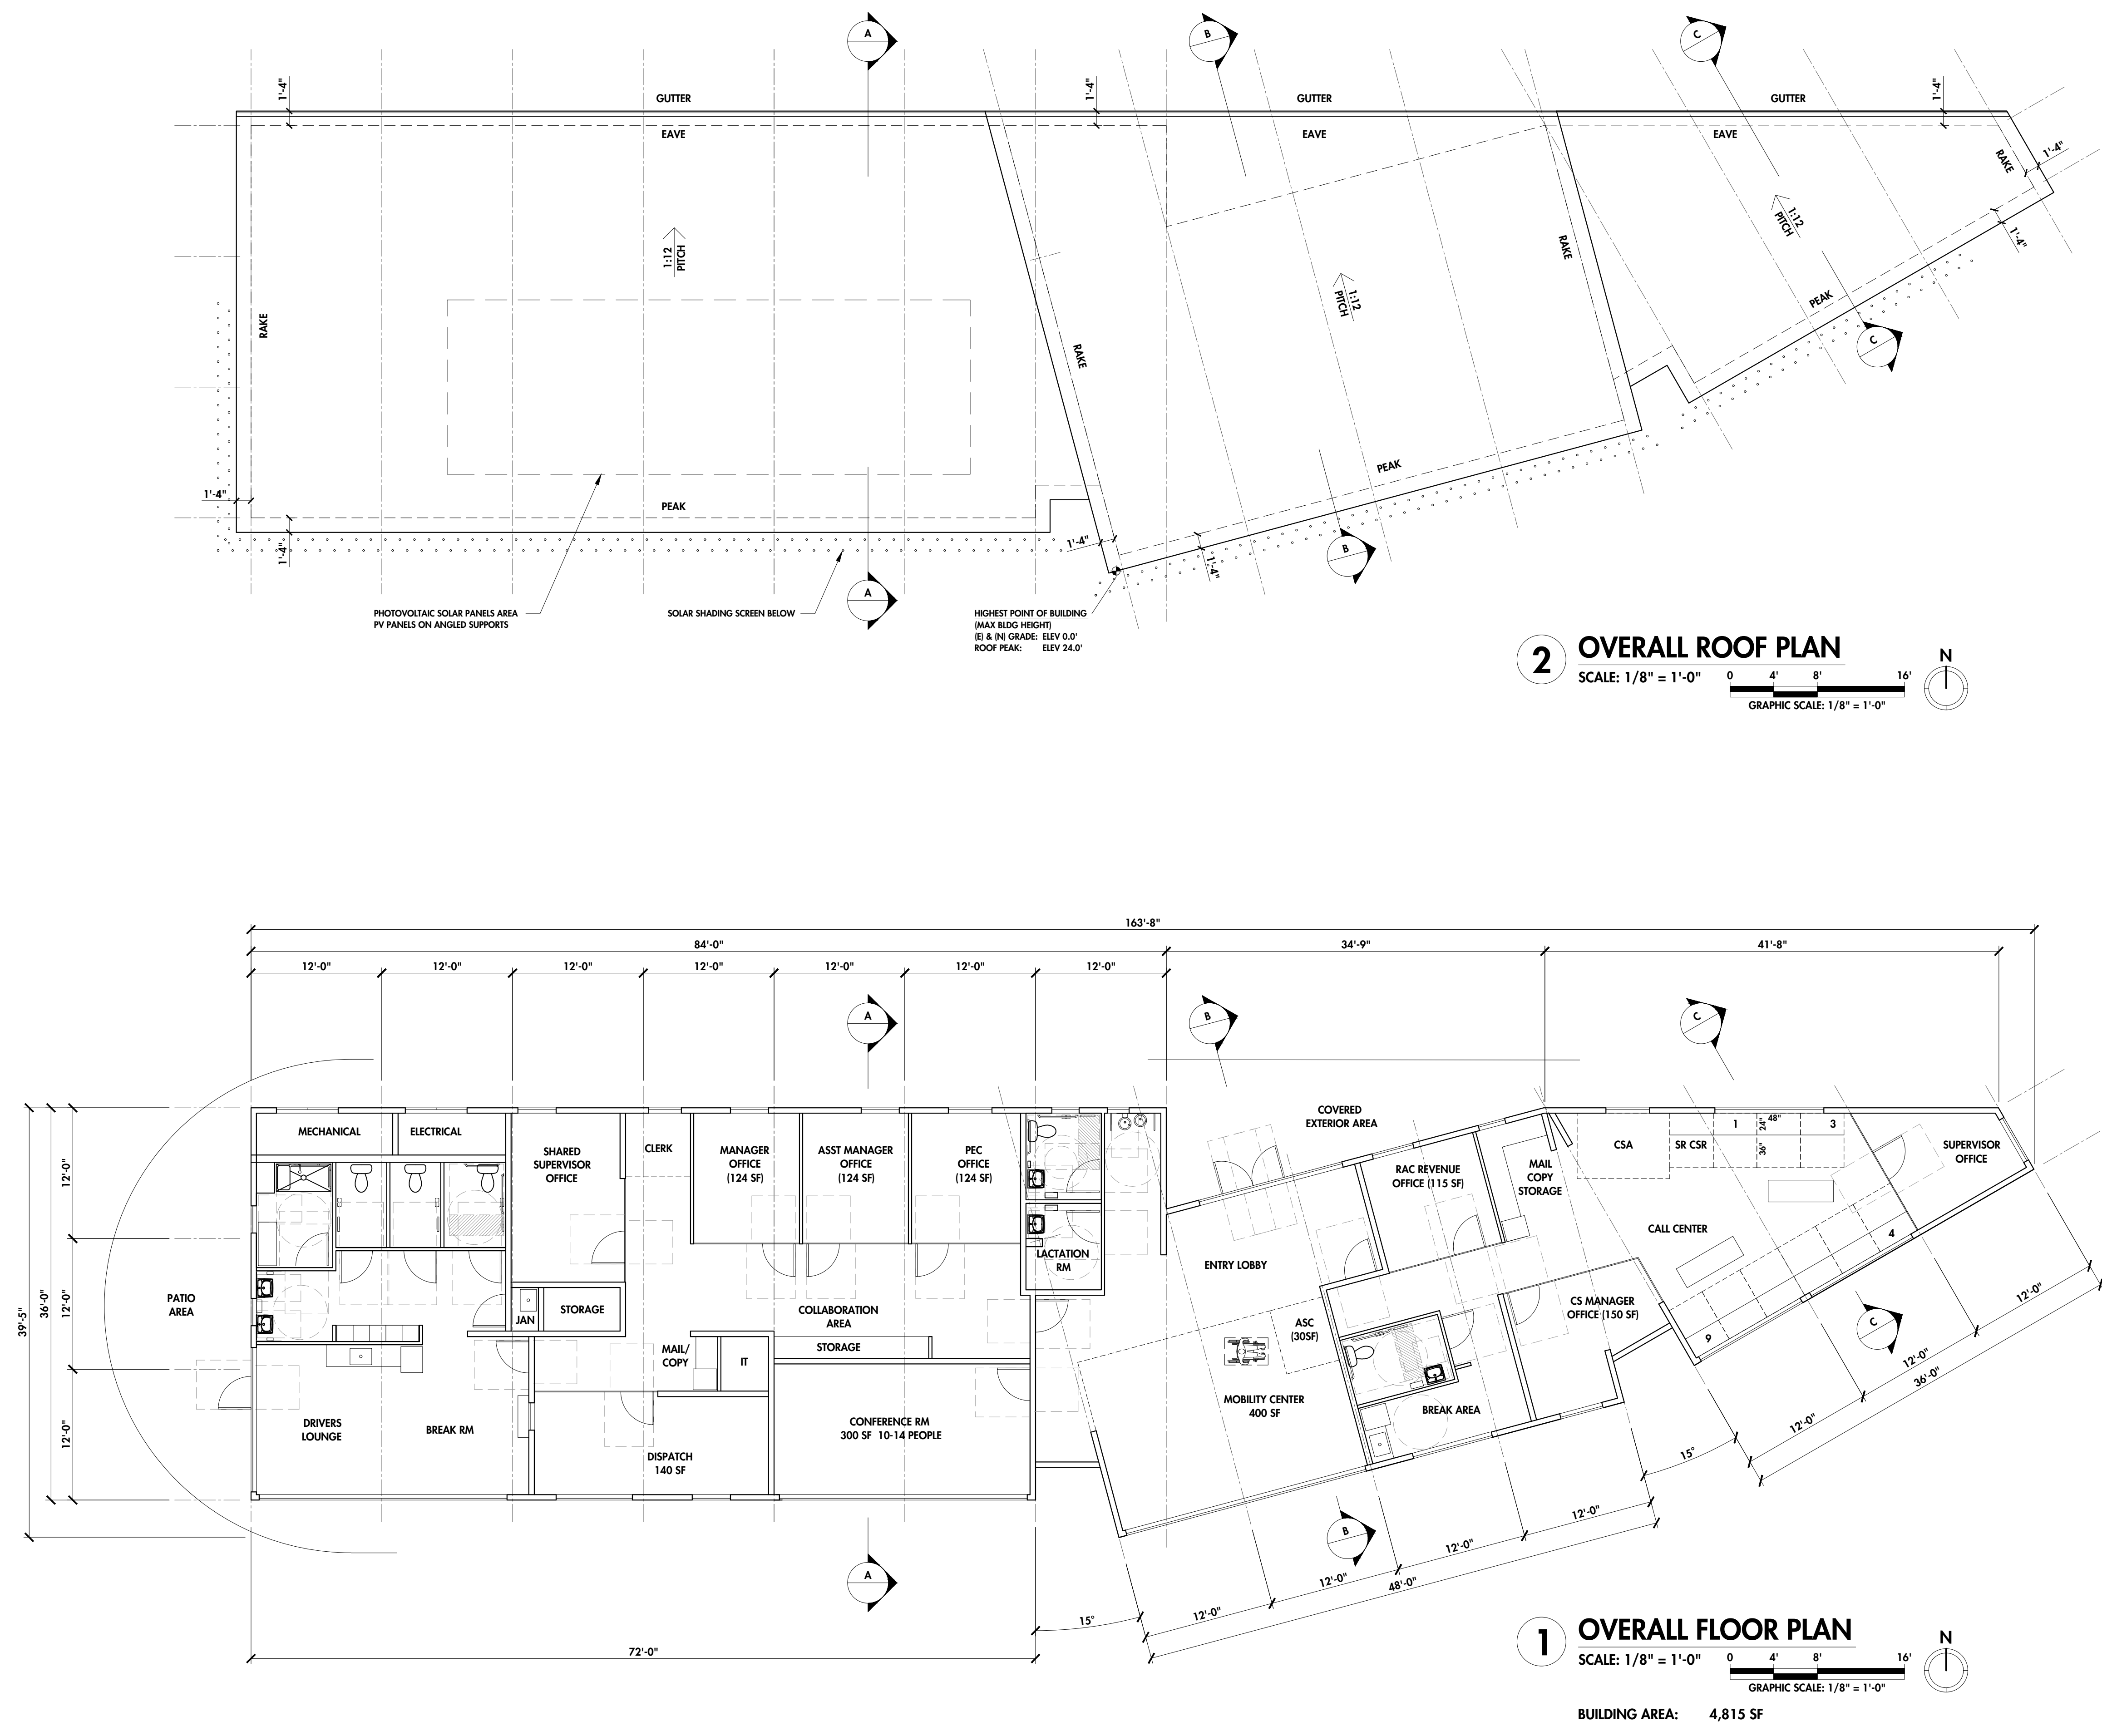 A
B
C
1'-4"
1'-4"
1'-4"
GUTTER
GUTTER
GUTTER
EAVE
EAVE
EAVE
RAKE
1'-4"
1:12
PITCH
1:12
PITCH
1:12
PITCH
1'-4"
RAKE
RAKE
RAKE
PEAK
C
PEAK
1'-4"
PEAK
1'-4"
1'-4"
1'-4"
B
A
PHOTOVOLTAIC SOLAR PANELS AREA
PV PANELS ON ANGLED SUPPORTS
SOLAR SHADING SCREEN BELOW
HIGHEST POINT OF BUILDING
(MAX BLDG HEIGHT)
(E) & (N) GRADE: ELEV 0.0'
ROOF PEAK: ELEV 24.0'
2
OVERALL ROOF PLAN
SCALE: 1/8" = 1'-0"
0 4' 8' 16'
GRAPHIC SCALE: 1/8" = 1'-0"
N
163'-8"
84'-0"
34'-9"
41'-8"
12'-0"
12'-0"
12'-0"
12'-0"
12'-0"
12'-0"
12'-0"
A
B
C
MECHANICAL
ELECTRICAL
SHARED
SUPERVISOR
OFFICE
CLERK
MANAGER
OFFICE
(124 SF)
ASST MANAGER
OFFICE
(124 SF)
PEC
OFFICE
(124 SF)
COVERED
EXTERIOR AREA
RAC REVENUE
OFFICE (115 SF)
MAIL
COPY
STORAGE
CSA
SR CSR
1
24"
48"
36"
3
SUPERVISOR
OFFICE
CALL CENTER
4
9
LACTATION
RM
ENTRY LOBBY
PATIO
AREA
JAN
STORAGE
COLLABORATION
AREA
STORAGE
MAIL/
COPY
IT
ASC
(30SF)
CS MANAGER
OFFICE (150 SF)
MOBILITY CENTER
400 SF
BREAK AREA
DRIVERS
LOUNGE
BREAK RM
DISPATCH
140 SF
CONFERENCE RM
300 SF 10-14 PEOPLE
39'-5"
36'-0"
12'-0"
12'-0"
12'-0"
C
12'-0"
12'-0"
12'-0"
36'-0"
15°
B
A
12'-0"
12'-0"
12'-0"
12'-0"
48'-0"
15°
72'-0"
1
OVERALL FLOOR PLAN
SCALE: 1/8" = 1'-0"
0 4' 8' 16'
GRAPHIC SCALE: 1/8" = 1'-0"
N
BUILDING AREA: 4,815 SF